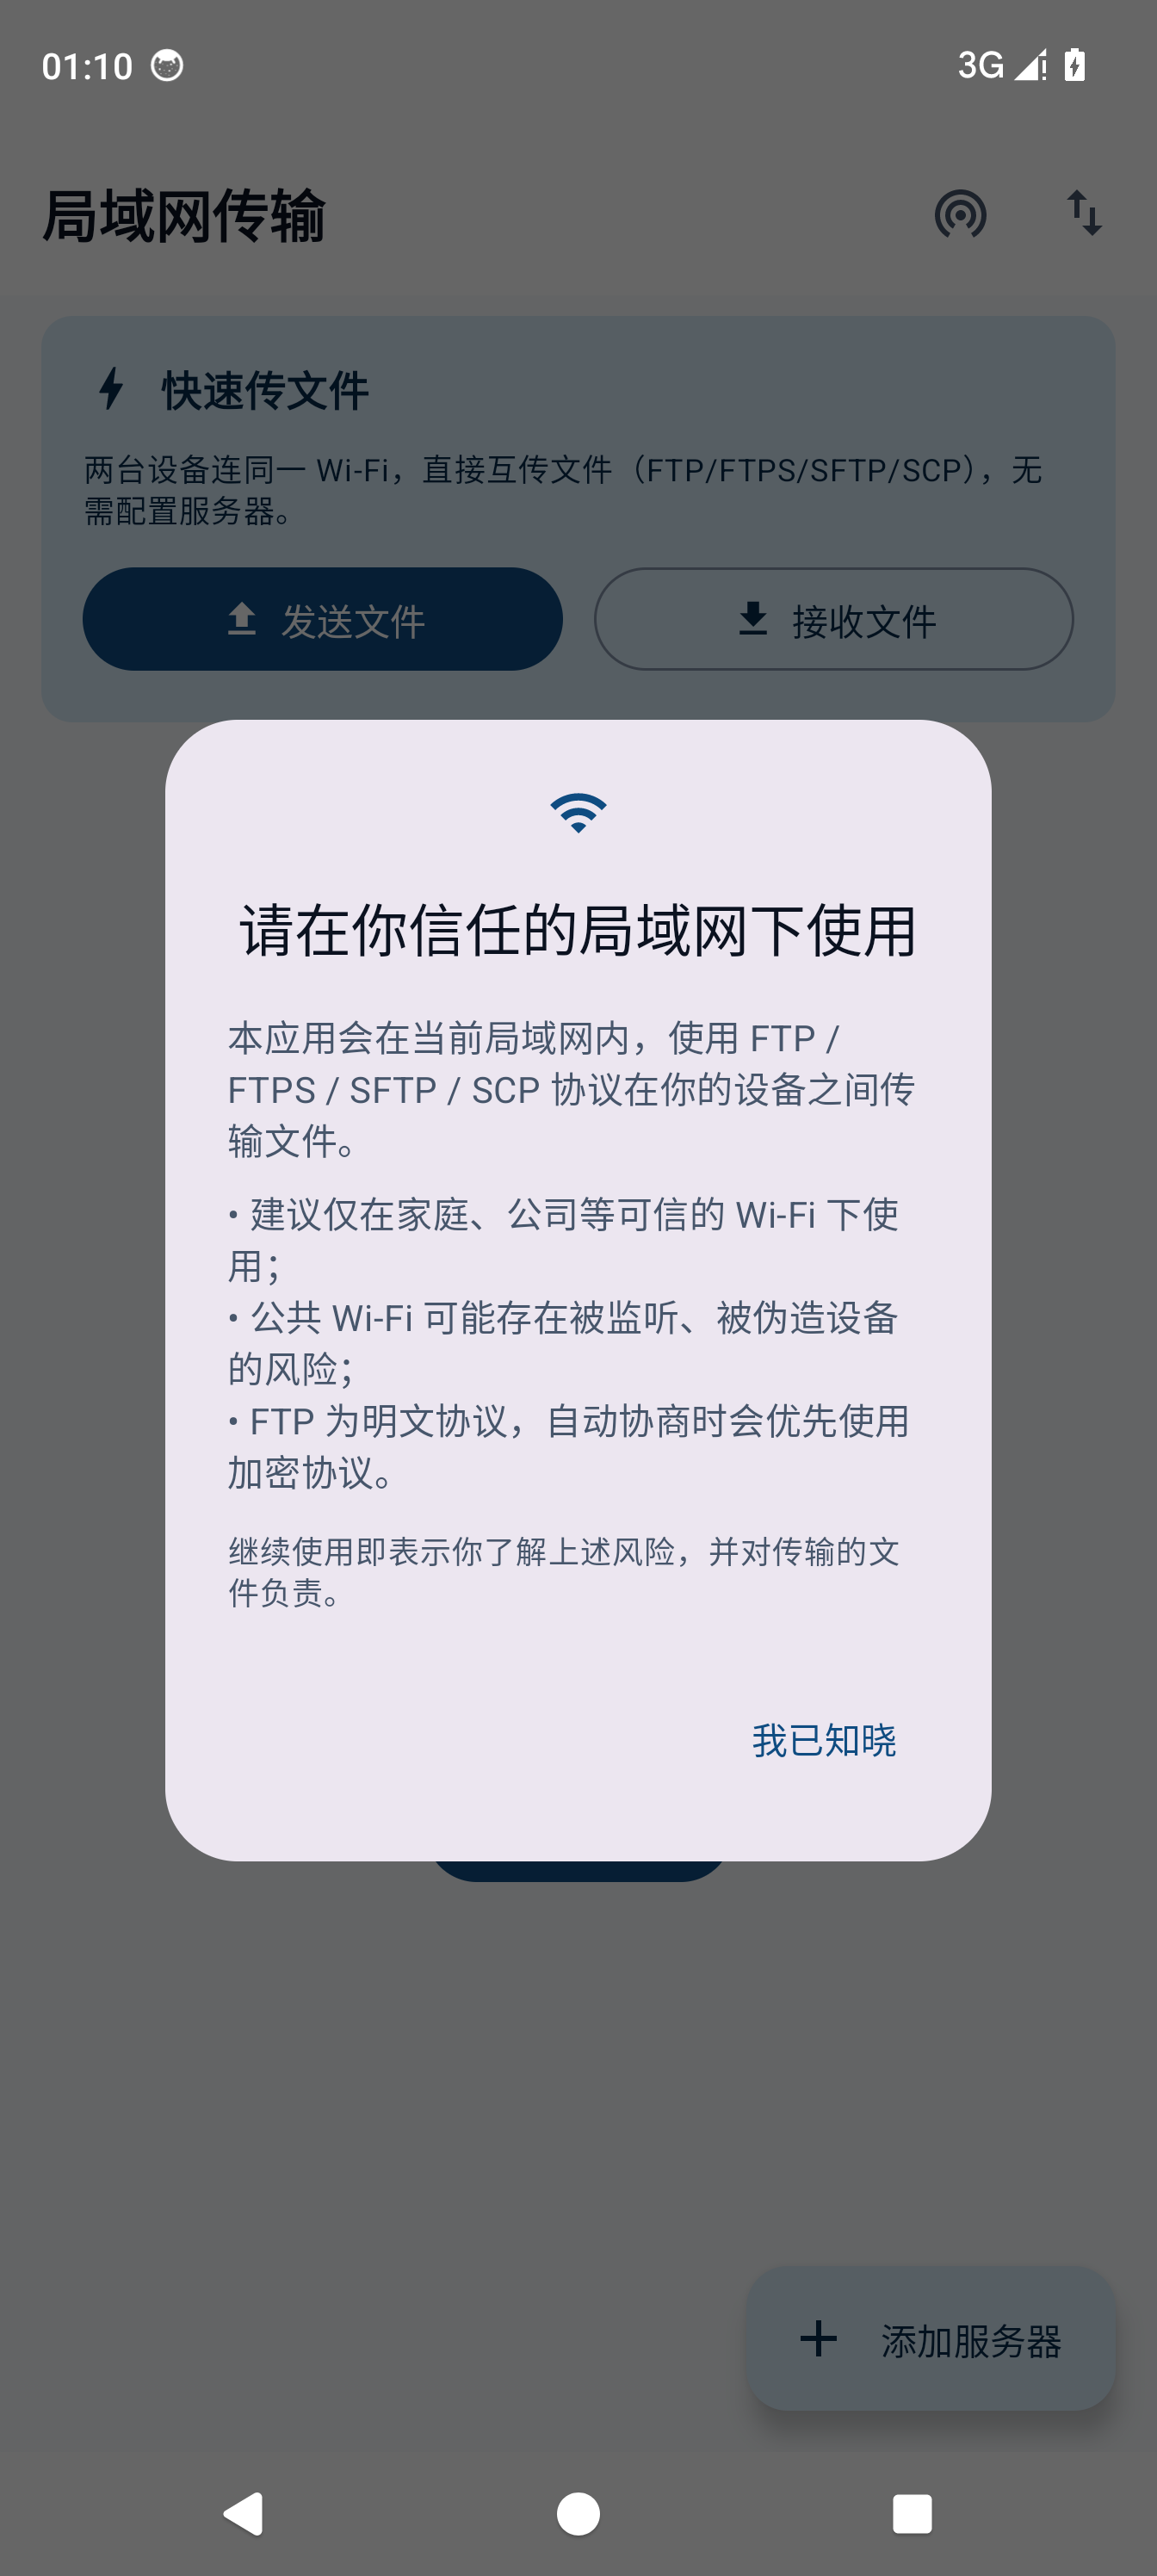 01:10
3G
局域网传输
快速传文件
两台设备连同一 Wi-Fi，直接互传文件（FTP/FTPS/SFTP/SCP），无
需配置服务器。
发送文件
接收文件
请在你信任的局域网下使用
本应用会在当前局域网内，使用 FTP /
FTPS / SFTP / SCP 协议在你的设备之间传
输文件。
• 建议仅在家庭、公司等可信的 Wi-Fi 下使
用；
• 公共 Wi-Fi 可能存在被监听、被伪造设备
的风险；
• FTP 为明文协议，自动协商时会优先使用
加密协议。
继续使用即表示你了解上述风险，并对传输的文
件负责。
我已知晓
添加服务器